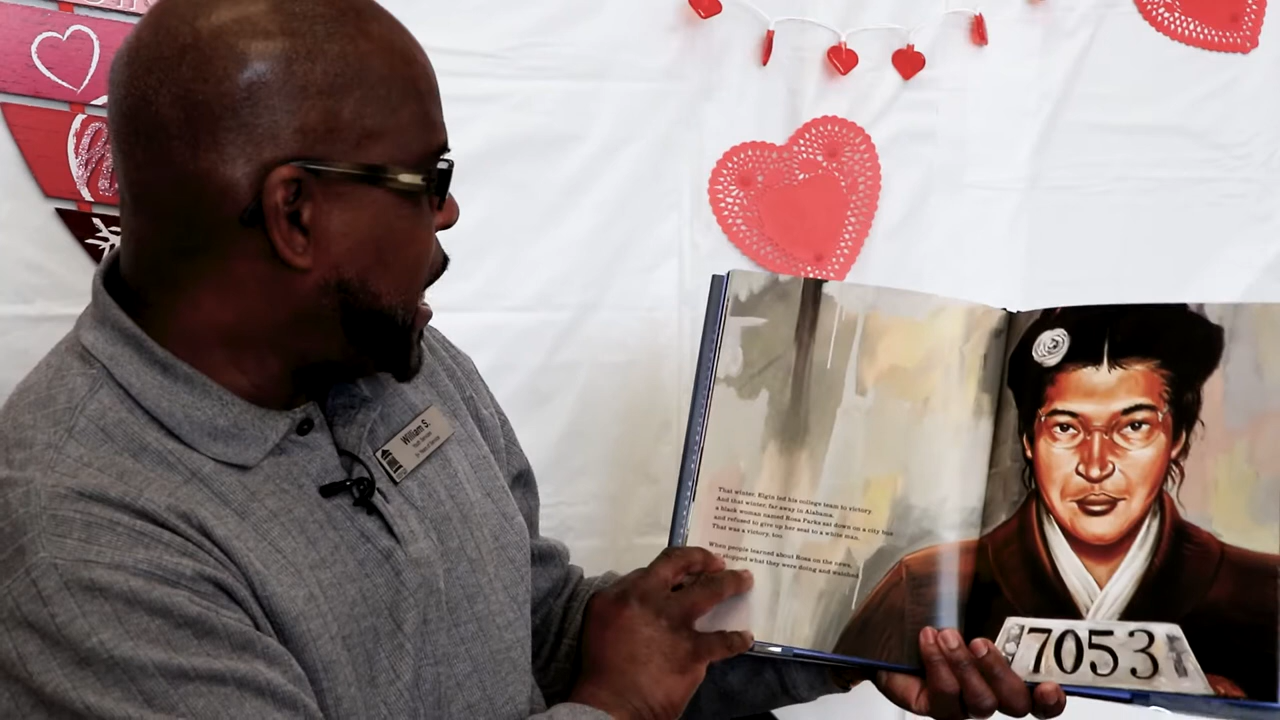 William S.
That winter, Elgin led his college team to victory.
And that winter, far away in Alabama,
a black woman named Rosa Parks sat down on a city bus
and refused to give up her seat to a white man.
That was a victory, too.
When people learned about Rosa on the news,
stopped what they were doing and watched
7053